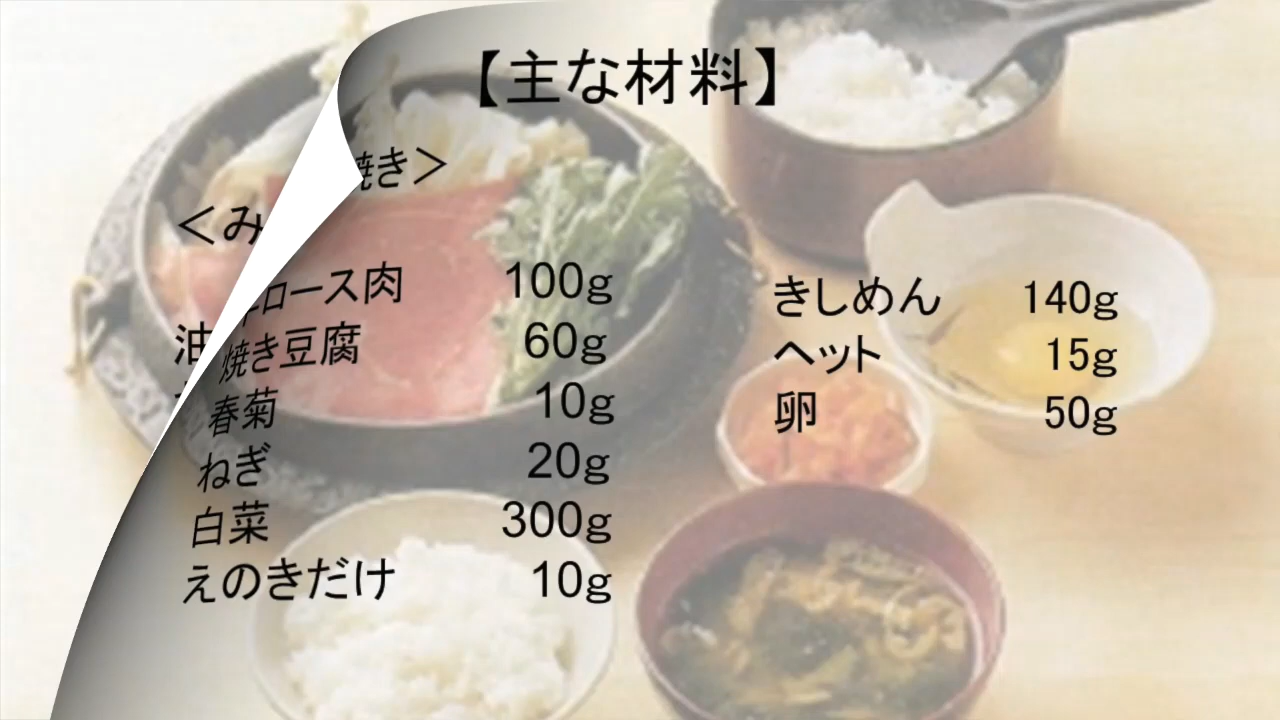 【主な材料】
焼き＞
＜み
ロース肉 100g
油
焼き豆腐 60g
春菊 10g
ねぎ 20g
白菜 300g
えのきだけ 10g
きしめん 140g
ヘット 15g
卵 50g